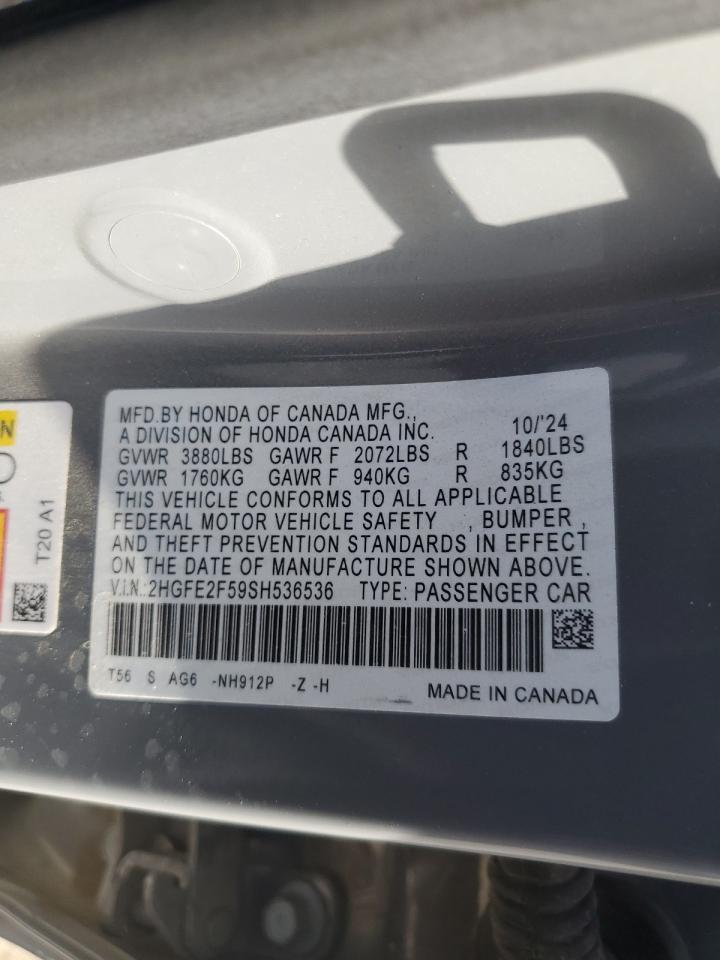 MFD.BY HONDA OF CANADA MFG.,
A DIVISION OF HONDA CANADA INC. 10/'24
GVWR 3880LBS GAWR F 2072LBS R 1840LBS
GVWR 1760KG GAWR F 940KG R 835KG
THIS VEHICLE CONFORMS TO ALL APPLICABLE
FEDERAL MOTOR VEHICLE SAFETY , BUMPER ,
AND THEFT PREVENTION STANDARDS IN EFFECT
ON THE DATE OF MANUFACTURE SHOWN ABOVE.
V.I.N.:2HGFE2F59SH536536 TYPE: PASSENGER CAR
T56 S AG6 -NH912P -Z -H
MADE IN CANADA
T20 A1